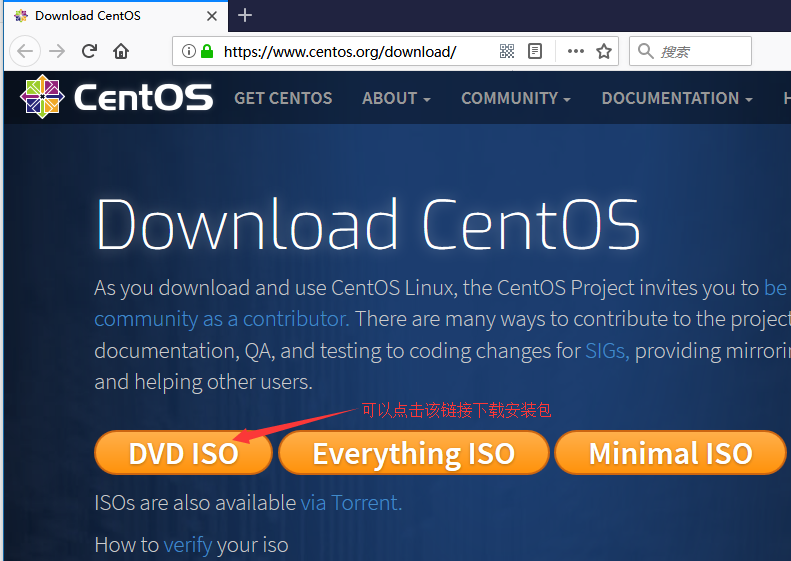 Download CentOS
https://www.centos.org/download/
搜索
CentOS GET CENTOS ABOUT COMMUNITY DOCUMENTATION H
Download CentOS
As you download and use CentOS Linux, the CentOS Project invites you to be
community as a contributor. There are many ways to contribute to the project
documentation, QA, and testing to coding changes for SIGs, providing mirrorin
and helping other users.
可以点击该链接下载安装包
DVD ISO Everything ISO Minimal ISO
ISOs are also available via Torrent.
How to verify your iso